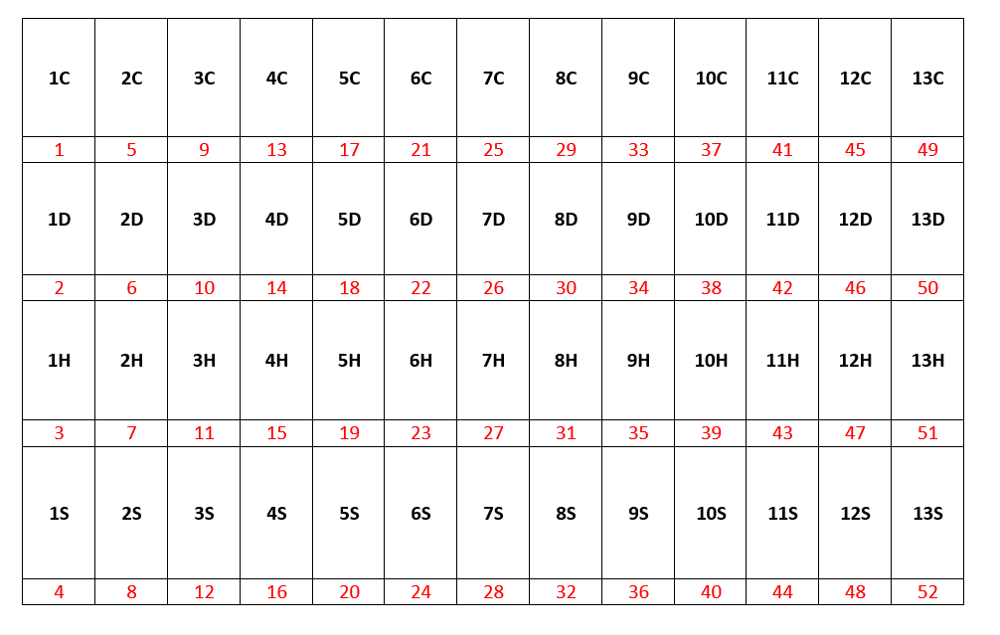 1C 2C 3C 4C 5C 6C 7C 8C 9C 10C 11C 12C 13C
1 5 9 13 17 21 25 29 33 37 41 45 49
1D 2D 3D 4D 5D 6D 7D 8D 9D 10D 11D 12D 13D
2 6 10 14 18 22 26 30 34 38 42 46 50
1H 2H 3H 4H 5H 6H 7H 8H 9H 10H 11H 12H 13H
3 7 11 15 19 23 27 31 35 39 43 47 51
1S 2S 3S 4S 5S 6S 7S 8S 9S 10S 11S 12S 13S
4 8 12 16 20 24 28 32 36 40 44 48 52